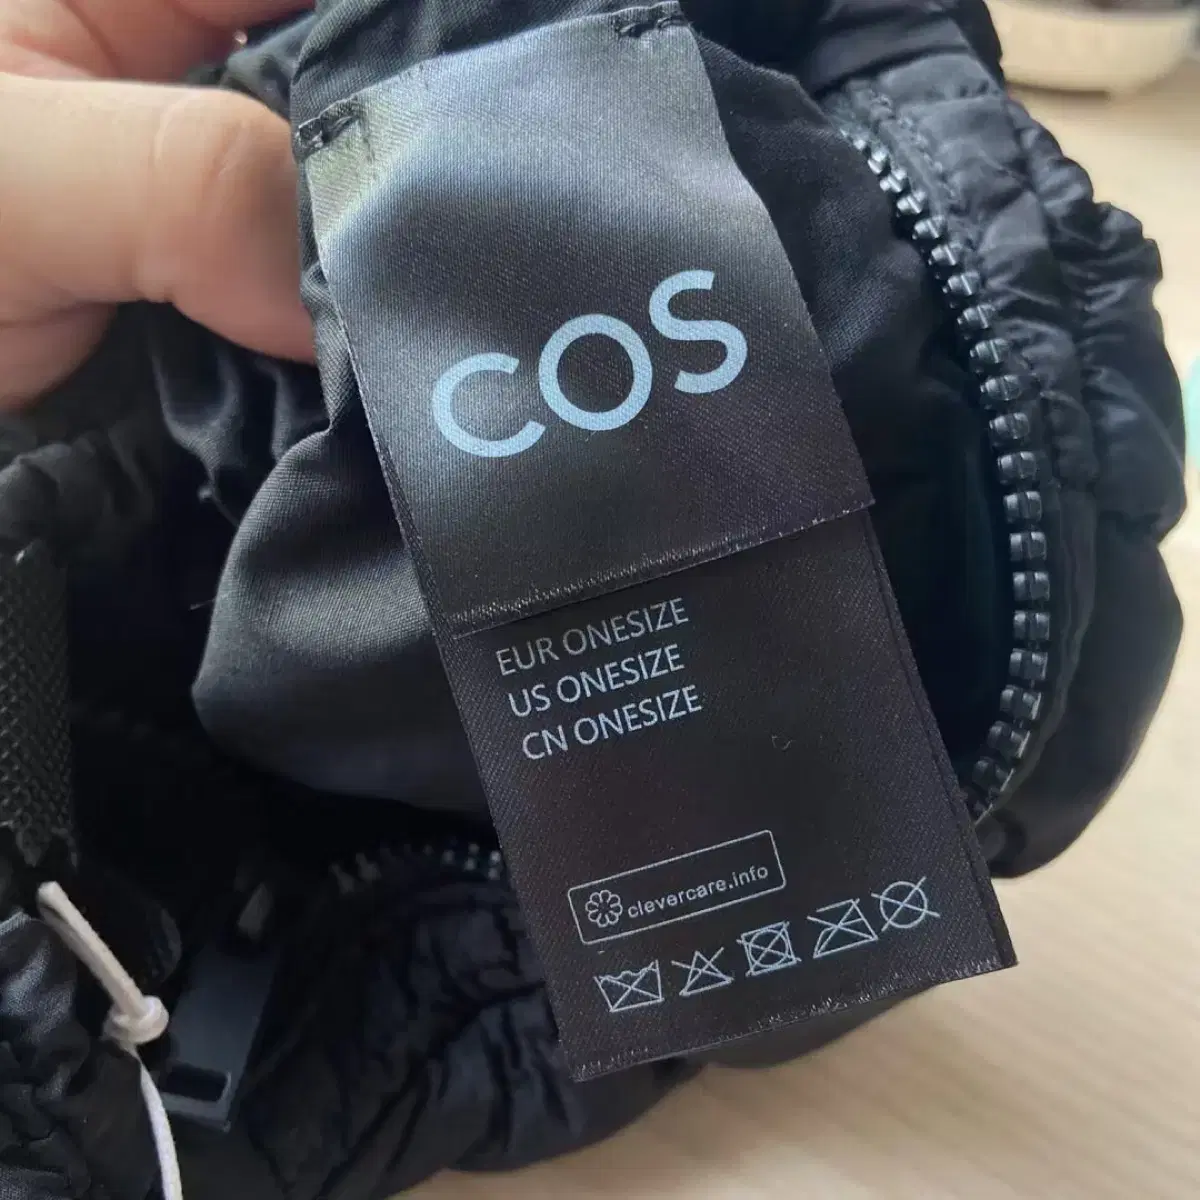 COS
EUR ONESIZE
US ONESIZE
CN ONESIZE
clevercare.info